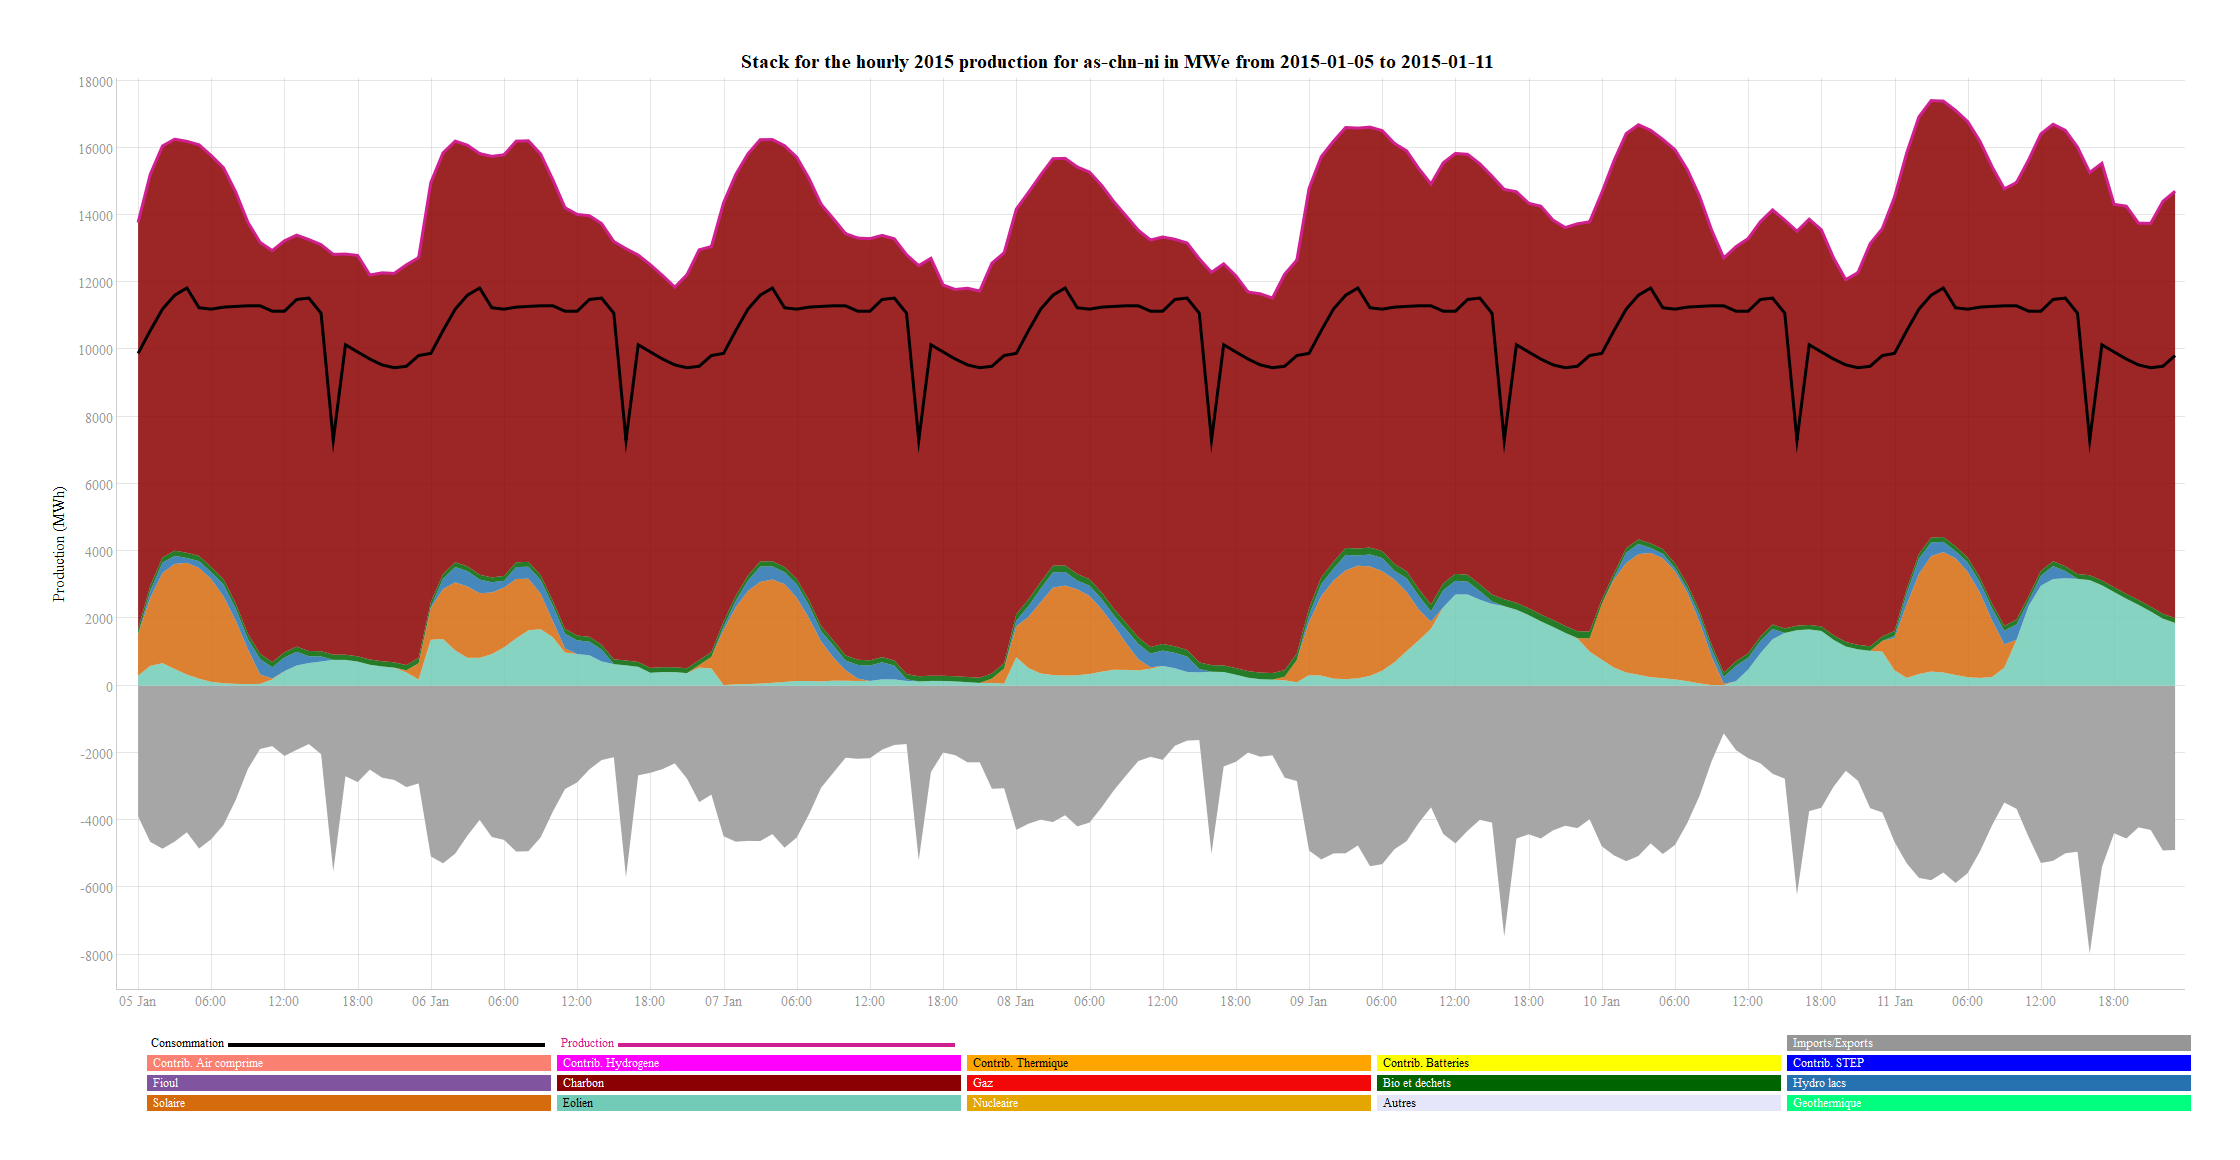 Stack for the hourly 2015 production for as-chn-ni in MWe from 2015-01-05 to 2015-01-11
18000
16000
14000
12000
10000
8000
6000
4000
2000
0
-2000
-4000
-6000
-8000
Production (MWh)
05 Jan 06:00 12:00 18:00 06 Jan 06:00 12:00 18:00 07 Jan 06:00 12:00 18:00 08 Jan 06:00 12:00 18:00 09 Jan 06:00 12:00 18:00 10 Jan 06:00 12:00 18:00 11 Jan 06:00 12:00 18:00
Consommation Production Imports/Exports
Contrib. Air comprime Contrib. Hydrogene Contrib. Thermique Contrib. Batteries Contrib. STEP
Fioul Charbon Gaz Bio et dechets Hydro lacs
Solaire Eolien Nucleaire Autres Geothermique